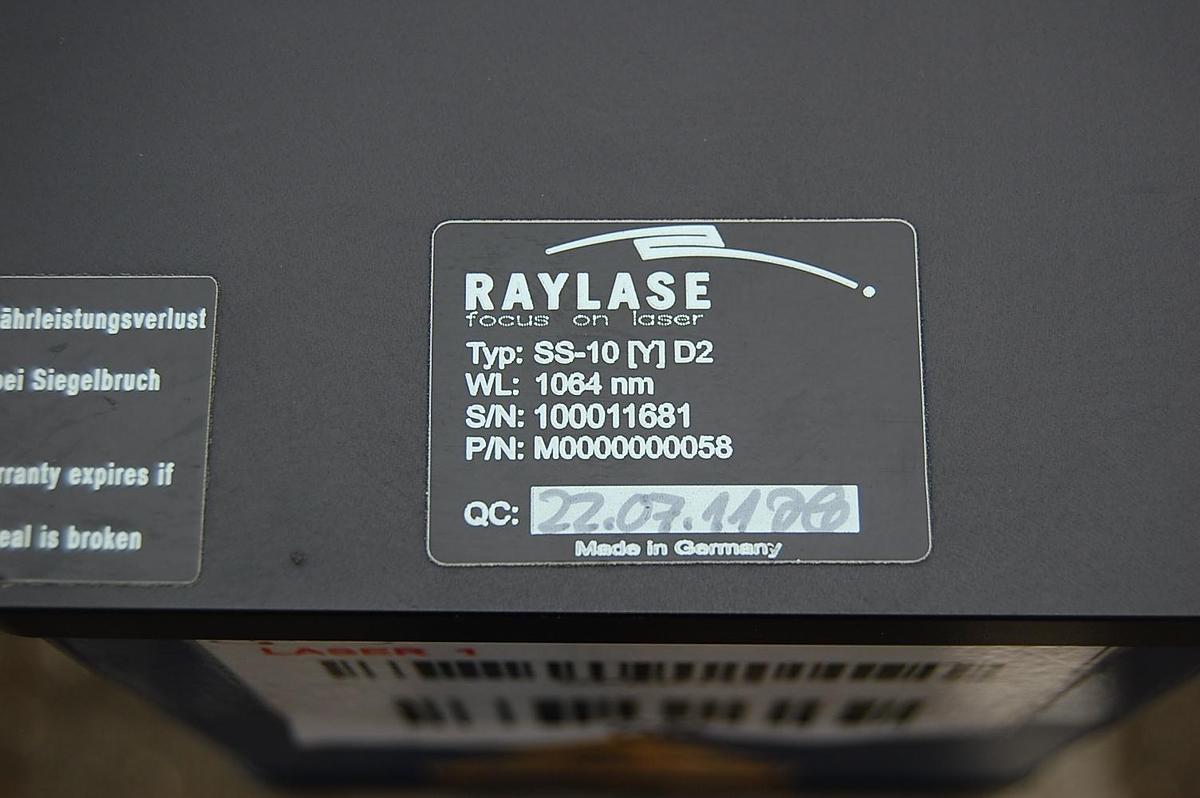 ährleistungsverlust
ei Siegelbruch
rranty expires if
eal is broken
RAYLASE
focus on laser
Typ: SS-10 [Y] D2
WL: 1064 nm
S/N: 100011681
P/N: M0000000058
QC: 22.07.11
Made in Germany
LASER 1